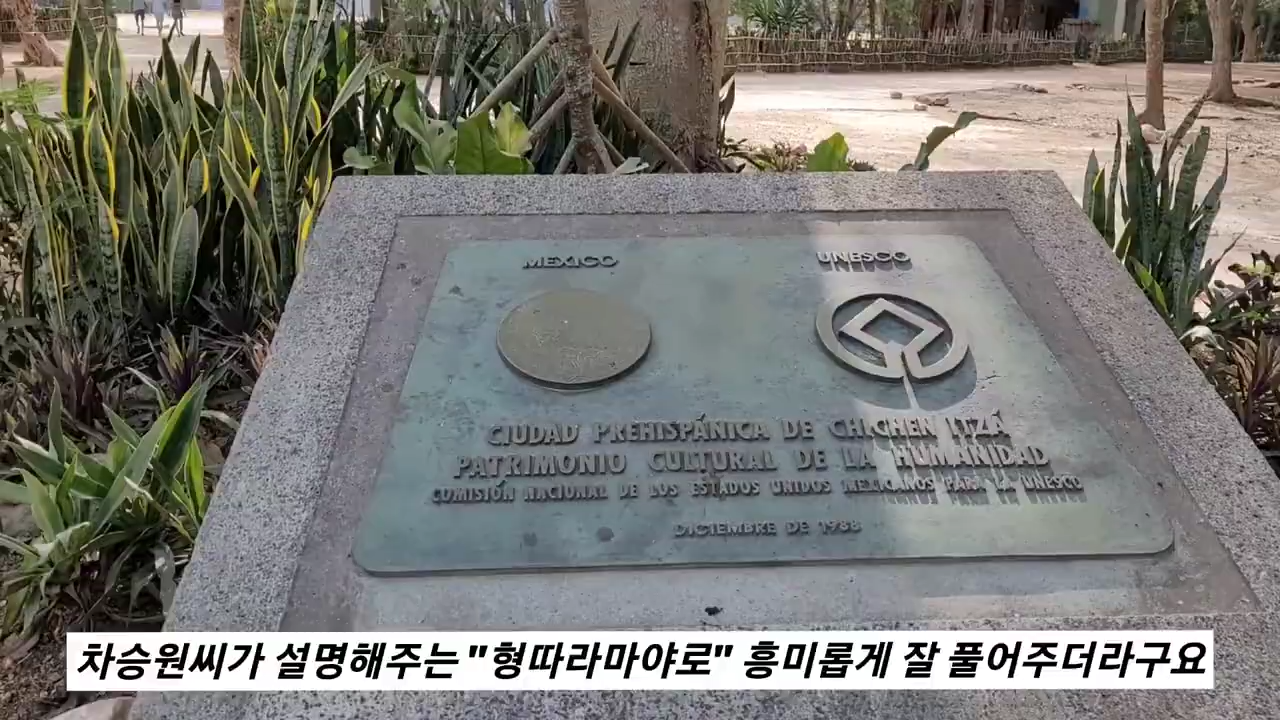 MEXICO
UNESCO
CIUDAD PREHISPÁNICA DE CHICHEN ITZÁ
PATRIMONIO CULTURAL DE LA HUMANIDAD
COMISIÓN NACIONAL DE LOS ESTADOS UNIDOS MEXICANOS PARA LA UNESCO
DICIEMBRE DE 1988
차승원씨가 설명해주는 "형따라마야로" 흥미롭게 잘 풀어주더라구요